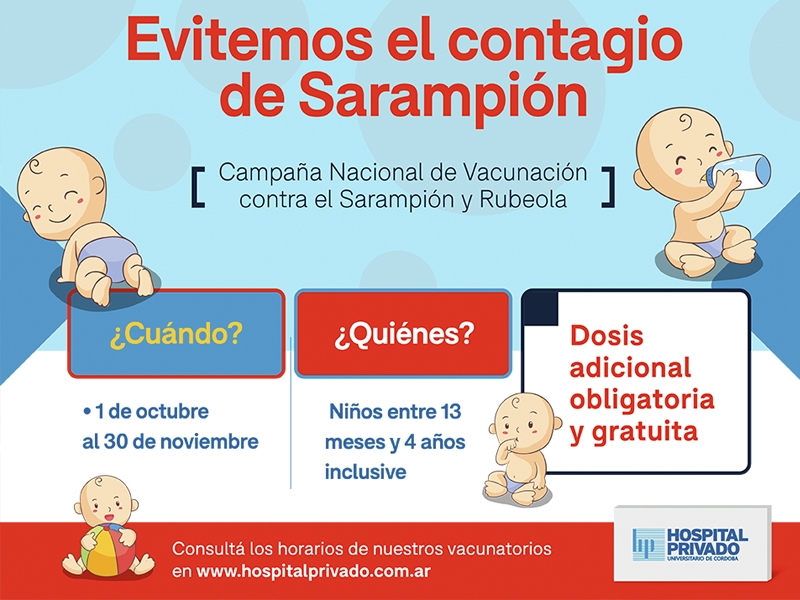 Evitemos el contagio
de Sarampión
[ Campaña Nacional de Vacunación
contra el Sarampión y Rubeola ]
¿Cuándo?
• 1 de octubre
al 30 de noviembre
¿Quiénes?
Niños entre 13
meses y 4 años
inclusive
Dosis
adicional
obligatoria
y gratuita
Consultá los horarios de nuestros vacunatorios
en www.hospitalprivado.com.ar
hp HOSPITAL
PRIVADO
UNIVERSITARIO DE CÓRDOBA